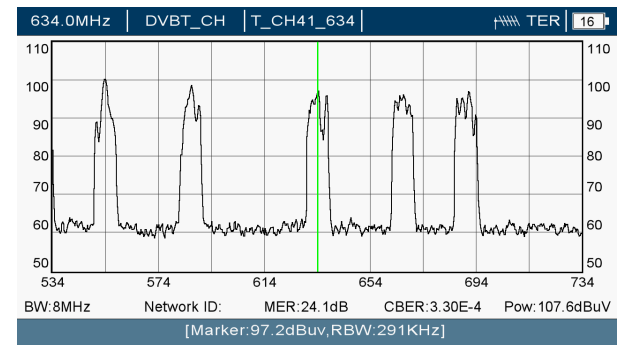 634.0MHz DVBT_CH T_CH41_634 TER 16
110 110
100 100
90 90
80 80
70 70
60 60
50 50
534 574 614 654 694 734
BW:8MHz Network ID: MER:24.1dB CBER:3.30E-4 Pow:107.6dBuV
[Marker:97.2dBuv,RBW:291KHz]